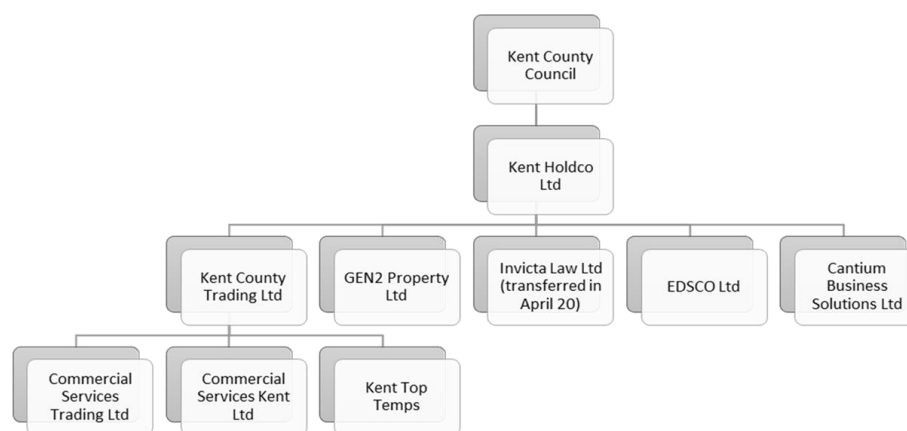 Kent County
Council
Kent Holdco
Ltd
Kent County
Trading Ltd
GEN2 Property
Ltd
Invicta Law Ltd
(transferred in
April 20)
EDSCO Ltd
Cantium
Business
Solutions Ltd
Commercial
Services
Trading Ltd
Commercial
Services Kent
Ltd
Kent Top
Temps